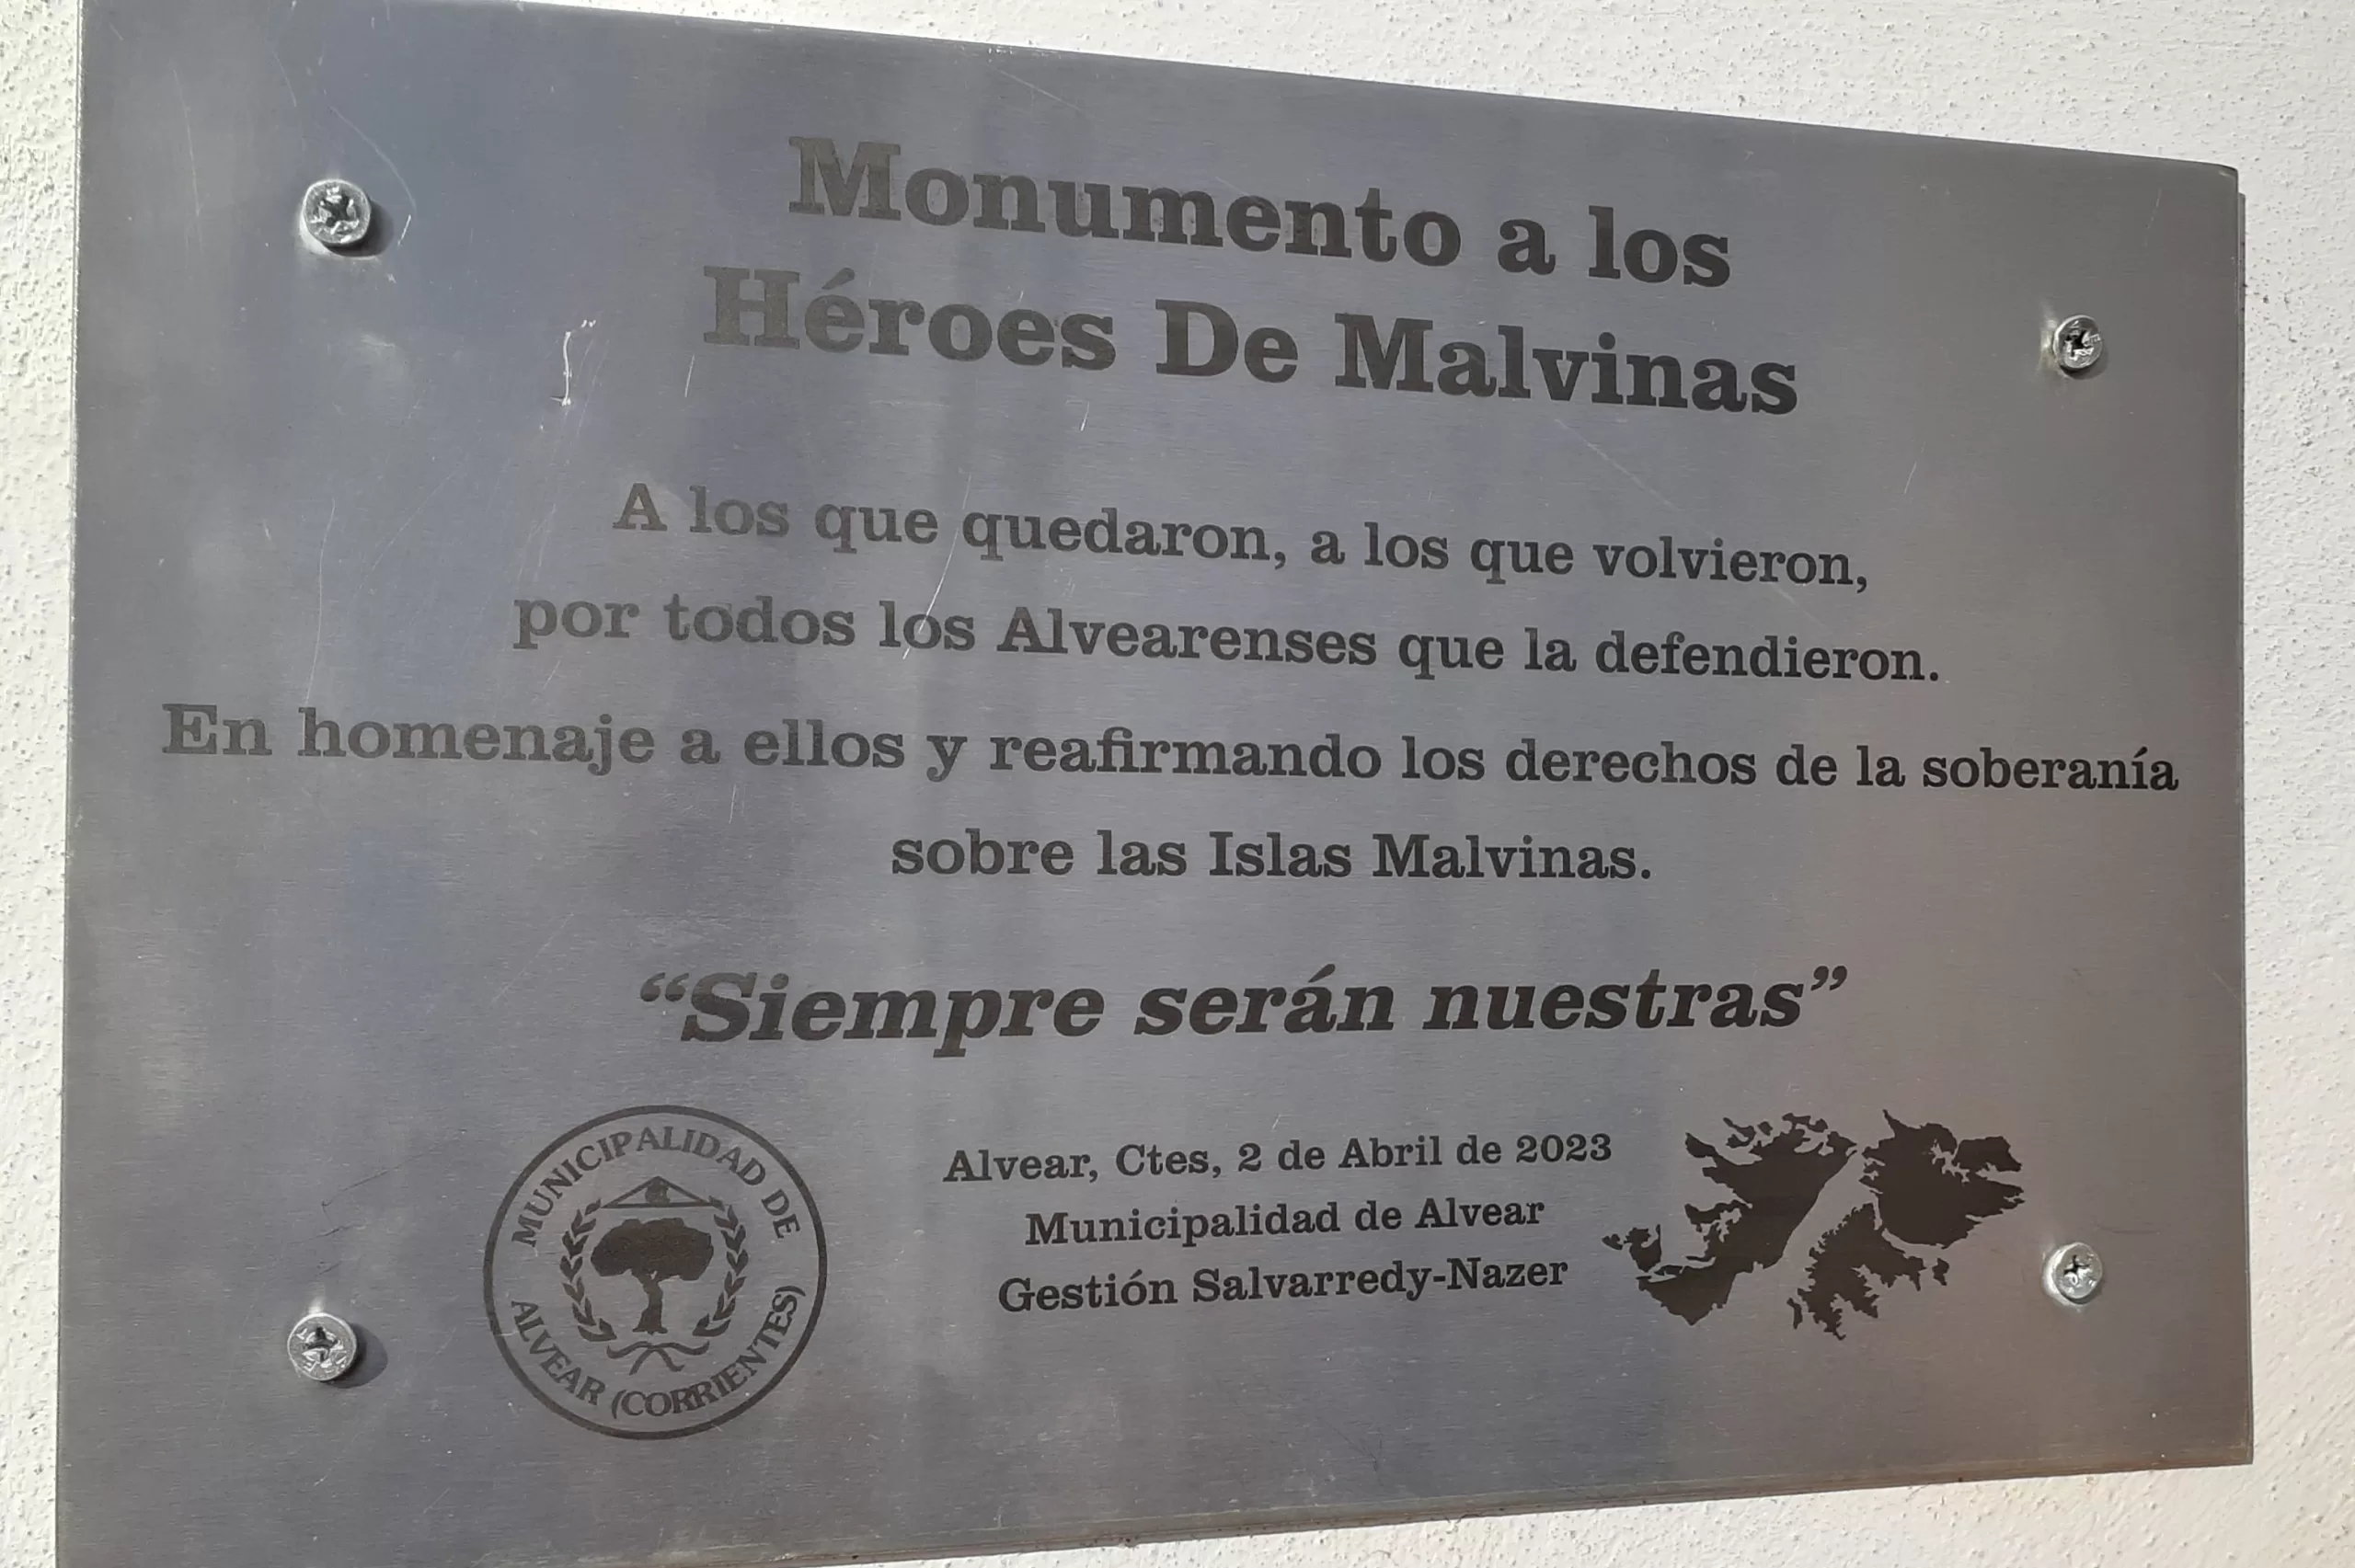 Monumento a los
Héroes De Malvinas
A los que quedaron, a los que volvieron,
por todos los Alvearenses que la defendieron.
En homenaje a ellos y reafirmando los derechos de la soberanía
sobre las Islas Malvinas.
“Siempre serán nuestras”
MUNICIPALIDAD DE
ALVEAR (CORRIENTES)
Alvear, Ctes, 2 de Abril de 2023
Municipalidad de Alvear
Gestión Salvarredy-Nazer